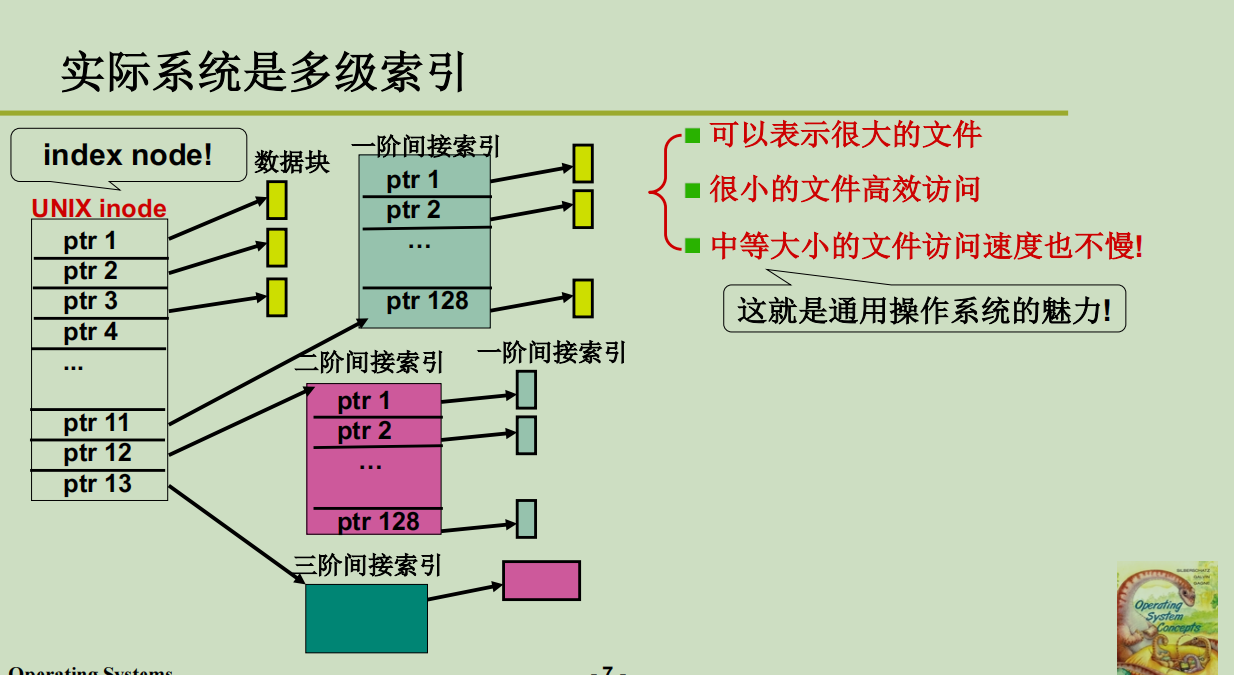 实际系统是多级索引
index node!
数据块
UNIX inode
ptr 1
ptr 2
ptr 3
ptr 4
...
ptr 11
ptr 12
ptr 13
一阶间接索引
ptr 1
ptr 2
…
ptr 128
二阶间接索引
一阶间接索引
ptr 1
ptr 2
…
ptr 128
三阶间接索引
可以表示很大的文件
很小的文件高效访问
中等大小的文件访问速度也不慢!
这就是通用操作系统的魅力!
SILBERSCHATZ
GALVIN
GAGNE
Operating
System
Concepts
Operating Systems
- 7 -